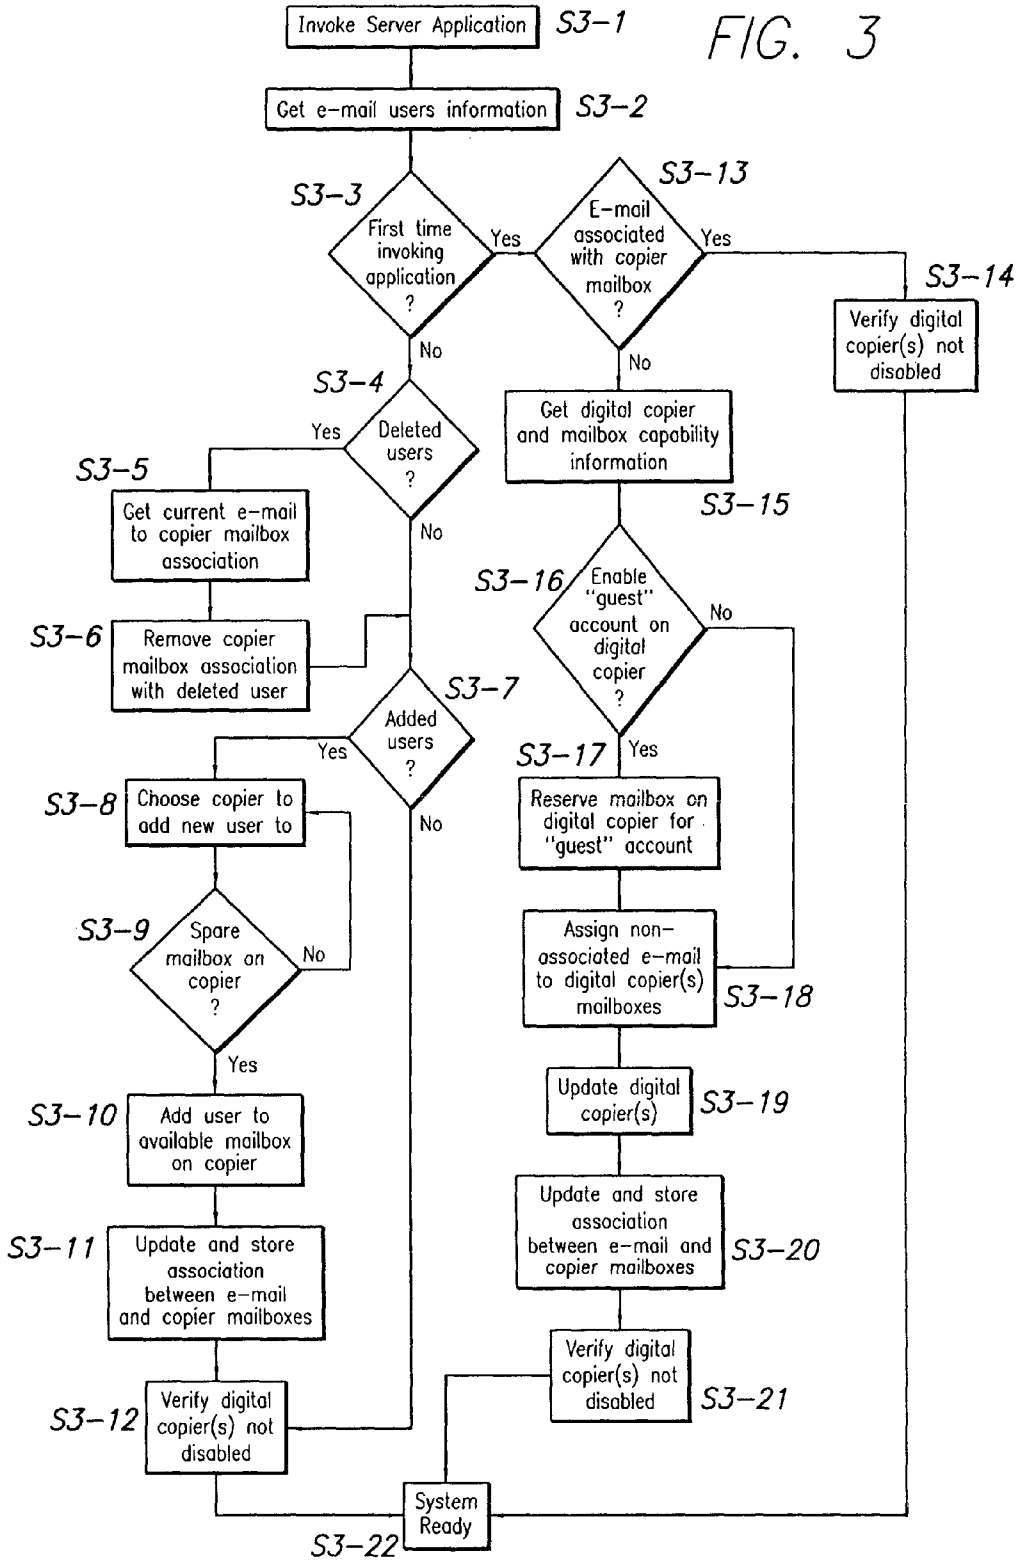 FIG. 3
Invoke Server Application
S3-1
Get e-mail users information
S3-2
S3-3
First time
invoking
application
?
Yes
No
S3-13
E-mail
associated
with copier
mailbox
?
Yes
No
S3-14
Verify digital
copier(s) not
disabled
S3-4
Deleted
users
?
Yes
No
S3-5
Get current e-mail
to copier mailbox
association
S3-6
Remove copier
mailbox association
with deleted user
S3-7
Added
users
?
Yes
No
S3-8
Choose copier to
add new user to
S3-9
Spare
mailbox on
copier
?
No
Yes
S3-10
Add user to
available mailbox
on copier
S3-11
Update and store
association
between e-mail
and copier mailboxes
S3-12
Verify digital
copier(s) not
disabled
Get digital copier
and mailbox capability
information
S3-15
S3-16
Enable
"guest"
account on
digital
copier
?
No
Yes
S3-17
Reserve mailbox on
digital copier for
"guest" account
Assign non-
associated e-mail
to digital copier(s)
mailboxes
S3-18
Update digital
copier(s)
S3-19
Update and store
association
between e-mail and
copier mailboxes
S3-20
Verify digital
copier(s) not
disabled
S3-21
System
Ready
S3-22